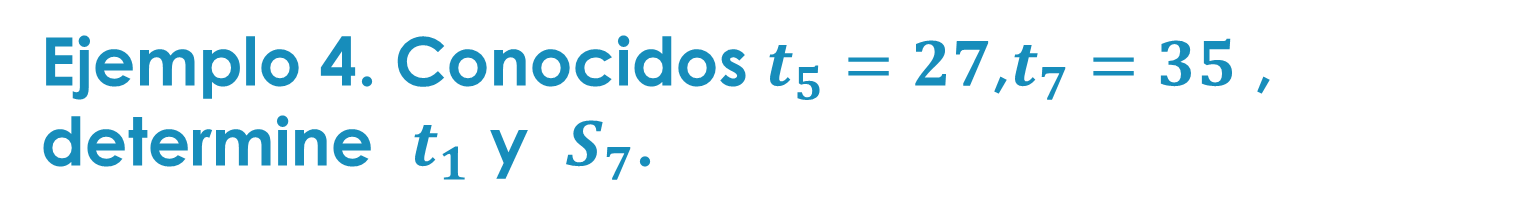 Ejemplo 4. Conocidos t₅ = 27,t₇ = 35 ,
determine t₁ y S₇.